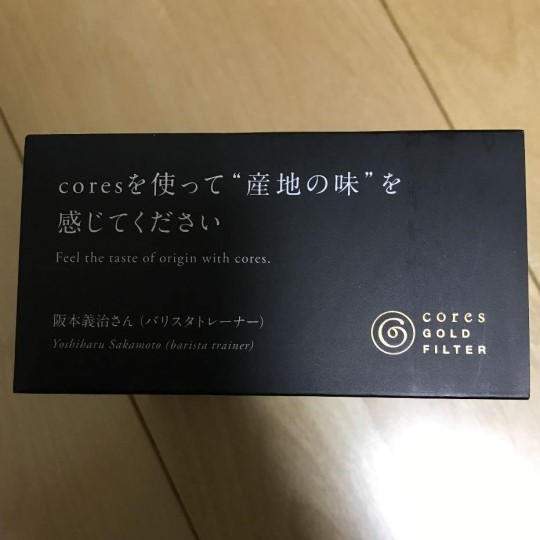 coresを使って“産地の味”を
感じてください
Feel the taste of origin with cores.
阪本義治さん（バリスタトレーナー）
Yoshiharu Sakamoto (barista trainer)
cores
GOLD
FILTER